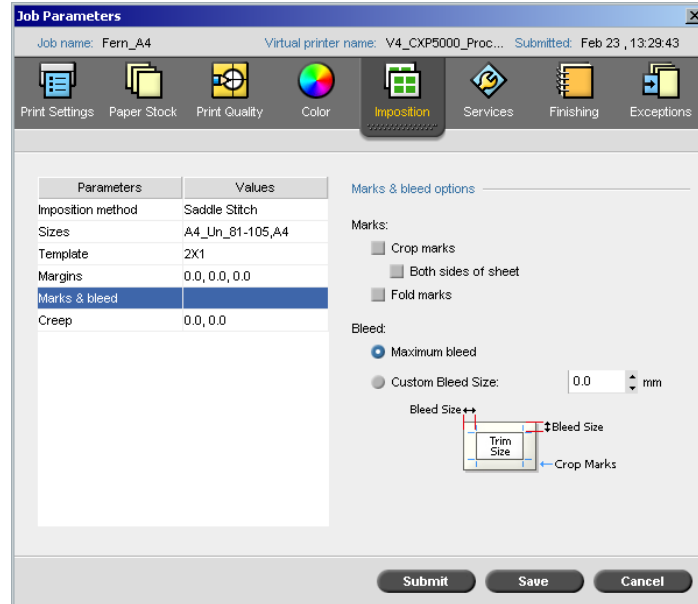 Job Parameters
Job name: Fern_A4 Virtual printer name: V4_CXP5000_Proc... Submitted: Feb 23 , 13:29:43
Print Settings Paper Stock Print Quality Color Imposition Services Finishing Exceptions
Parameters Values
Imposition method Saddle Stitch
Sizes A4_Un_81-105,A4
Template 2X1
Margins 0.0, 0.0, 0.0
Marks & bleed
Creep 0.0, 0.0
Marks & bleed options
Marks:
Crop marks
Both sides of sheet
Fold marks
Bleed:
Maximum bleed
Custom Bleed Size: 0.0 mm
Bleed Size
Bleed Size
Trim
Size
Crop Marks
Submit Save Cancel